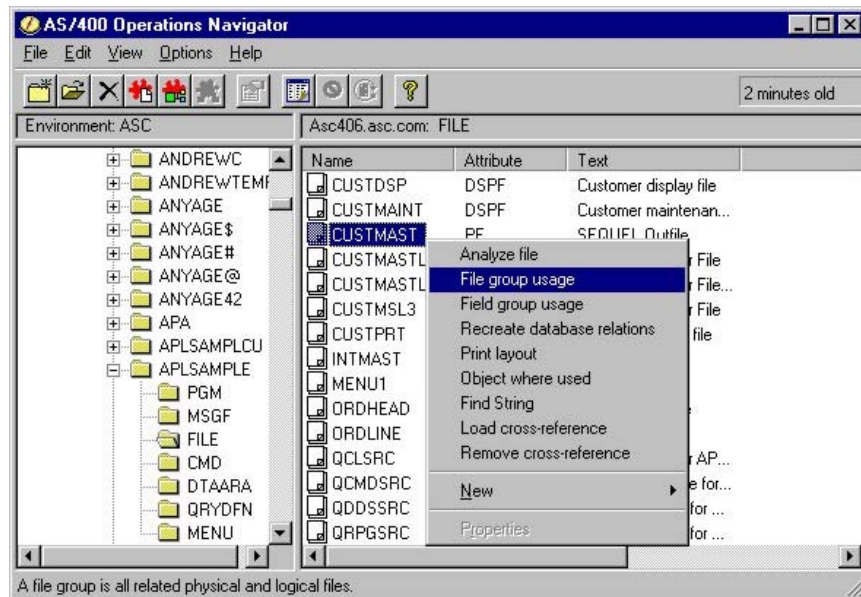 AS/400 Operations Navigator
File Edit View Options Help
2 minutes old
Environment: ASC
Asc406.asc.com: FILE
ANDREWC
ANDREWTEMF
ANYAGE
ANYAGE$
ANYAGE#
ANYAGE@
ANYAGE42
APA
APLSAMPLCU
APLSAMPLE
PGM
MSGF
FILE
CMD
DTAARA
QRYDFN
MENU
Name Attribute Text
CUSTDSP DSPF Customer display file
CUSTMAINT DSPF Customer maintenan...
CUSTMAST PF SEQUEL Outfile
CUSTMASTL r File
CUSTMASTL r File...
CUSTMSL3 r File
CUSTPRT file
INTMAST
MENU1
ORDHEAD
ORDLINE
QCLSRC r AP...
QCMDSRC e for...
QDDSSRC for ...
QRPGSRC for ...
Analyze file
File group usage
Field group usage
Recreate database relations
Print layout
Object where used
Find String
Load cross-reference
Remove cross-reference
New
Properties
A file group is all related physical and logical files.